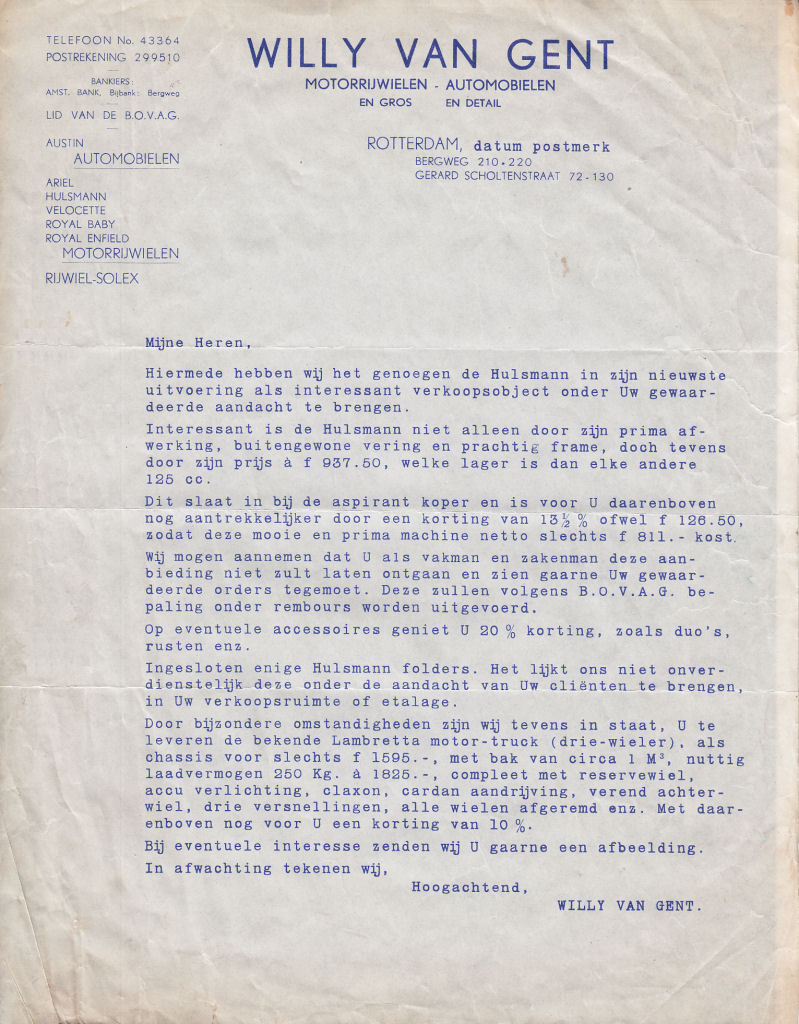 TELEFOON No. 43364
POSTREKENING 299510
BANKIERS:
AMST. BANK, Bijbank: Bergweg
LID VAN DE B.O.V.A.G.
AUSTIN
AUTOMOBIELEN
ARIEL
HULSMANN
VELOCETTE
ROYAL BABY
ROYAL ENFIELD
MOTORRIJWIELEN
RIJWIEL-SOLEX
WILLY VAN GENT
MOTORRIJWIELEN - AUTOMOBIELEN
EN GROS EN DETAIL
ROTTERDAM, datum postmerk
BERGWEG 210-220
GERARD SCHOLTENSTRAAT 72-130
Mijne Heren,
Hiermede hebben wij het genoegen de Hulsmann in zijn nieuwste
uitvoering als interessant verkoopsobject onder Uw gewaar-
deerde aandacht te brengen.
Interessant is de Hulsmann niet alleen door zijn prima af-
werking, buitengewone vering en prachtig frame, doch tevens
door zijn prijs à f 937.50, welke lager is dan elke andere
125 cc.
Dit slaat in bij de aspirant koper en is voor U daarenboven
nog aantrekkelijker door een korting van 13½ % ofwel f 126.50,
zodat deze mooie en prima machine netto slechts f 811.- kost.
Wij mogen aannemen dat U als vakman en zakenman deze aan-
bieding niet zult laten ontgaan en zien gaarne Uw gewaar-
deerde orders tegemoet. Deze zullen volgens B.O.V.A.G. be-
paling onder rembours worden uitgevoerd.
Op eventuele accessoires geniet U 20 % korting, zoals duo's,
rusten enz.
Ingesloten enige Hulsmann folders. Het lijkt ons niet onver-
dienstelijk deze onder de aandacht van Uw cliënten te brengen,
in Uw verkoopsruimte of etalage.
Door bijzondere omstandigheden zijn wij tevens in staat, U te
leveren de bekende Lambretta motor-truck (drie-wieler), als
chassis voor slechts f 1595.-, met bak van circa 1 M³, nuttig
laadvermogen 250 Kg. à 1825.-, compleet met reservewiel,
accu verlichting, claxon, cardan aandrijving, verend achter-
wiel, drie versnellingen, alle wielen afgeremd enz. Met daar-
enboven nog voor U een korting van 10 %.
Bij eventuele interesse zenden wij U gaarne een afbeelding.
In afwachting tekenen wij,
Hoogachtend,
WILLY VAN GENT.